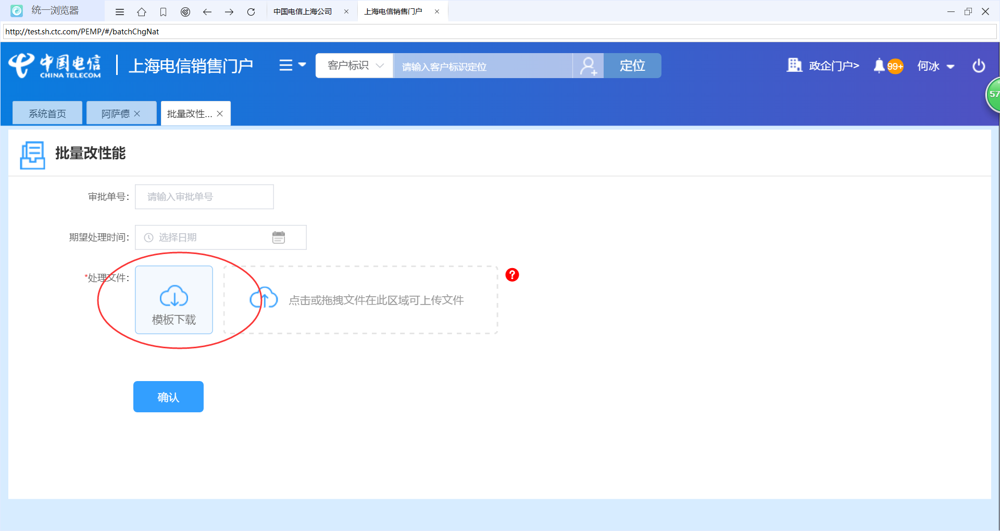 统一浏览器
中国电信上海公司
上海电信销售门户
http://test.sh.ctc.com/PEMP/#/batchChgNat
中国电信
CHINA TELECOM
上海电信销售门户
客户标识
请输入客户标识定位
定位
政企门户>
99+
何冰
57
系统首页
阿萨德
批量改性...
批量改性能
审批单号：
请输入审批单号
期望处理时间：
选择日期
*处理文件：
模板下载
点击或拖拽文件在此区域可上传文件
?
确认